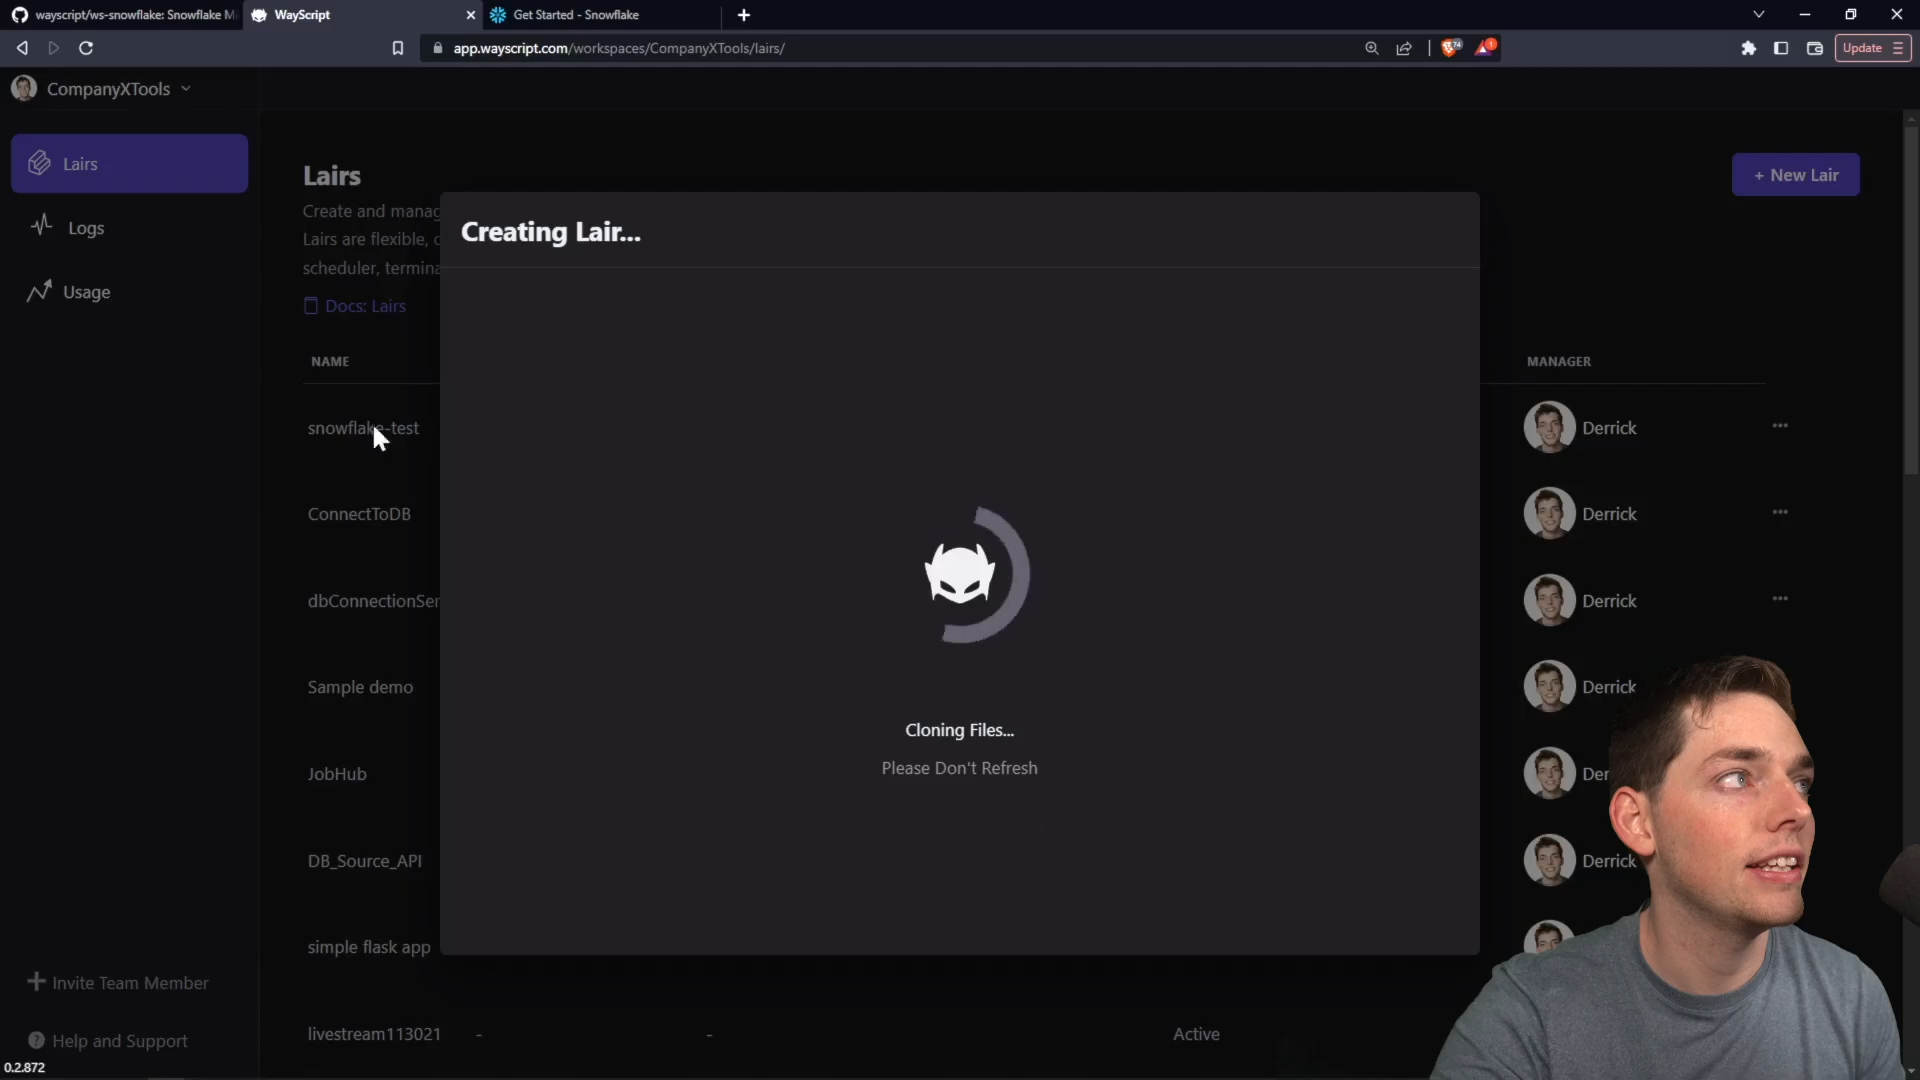 wayscript/ws-snowflake: Snowflake Mi
WayScript
Get Started - Snowflake
app.wayscript.com/workspaces/CompanyXTools/lairs/
74
1
Update
CompanyXTools
Lairs
Logs
Usage
Lairs
+ New Lair
Create and manag
Lairs are flexible, c
scheduler, termina
Docs: Lairs
Creating Lair...
NAME
MANAGER
snowflake-test
Derrick
ConnectToDB
Derrick
dbConnectionSer
Derrick
Sample demo
Derrick
Cloning Files...
Please Don't Refresh
JobHub
Der
DB_Source_API
Derrick
simple flask app
livestream113021 - - Active
Invite Team Member
Help and Support
0.2.872